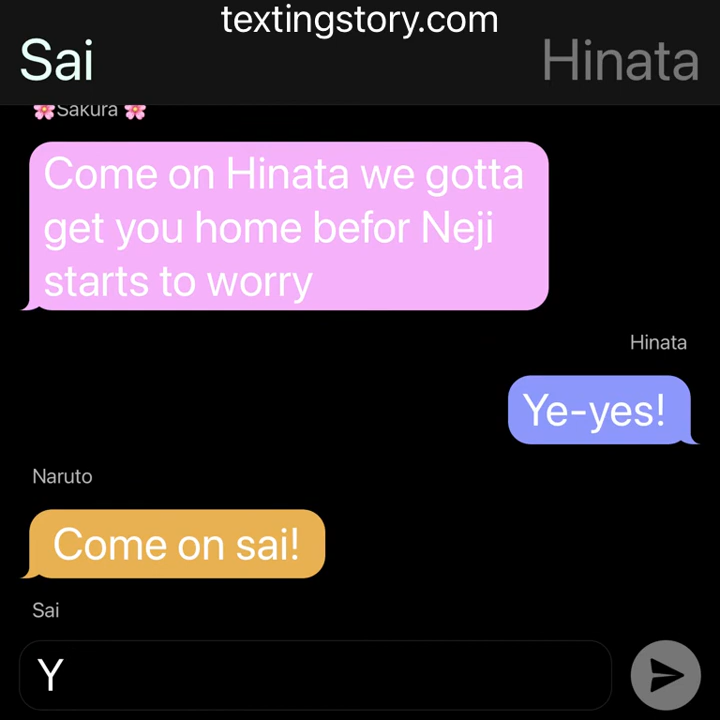 textingstory.com
Sai
Hinata
🌸Sakura 🌸
Come on Hinata we gotta
get you home befor Neji
starts to worry
Hinata
Ye-yes!
Naruto
Come on sai!
Sai
Y